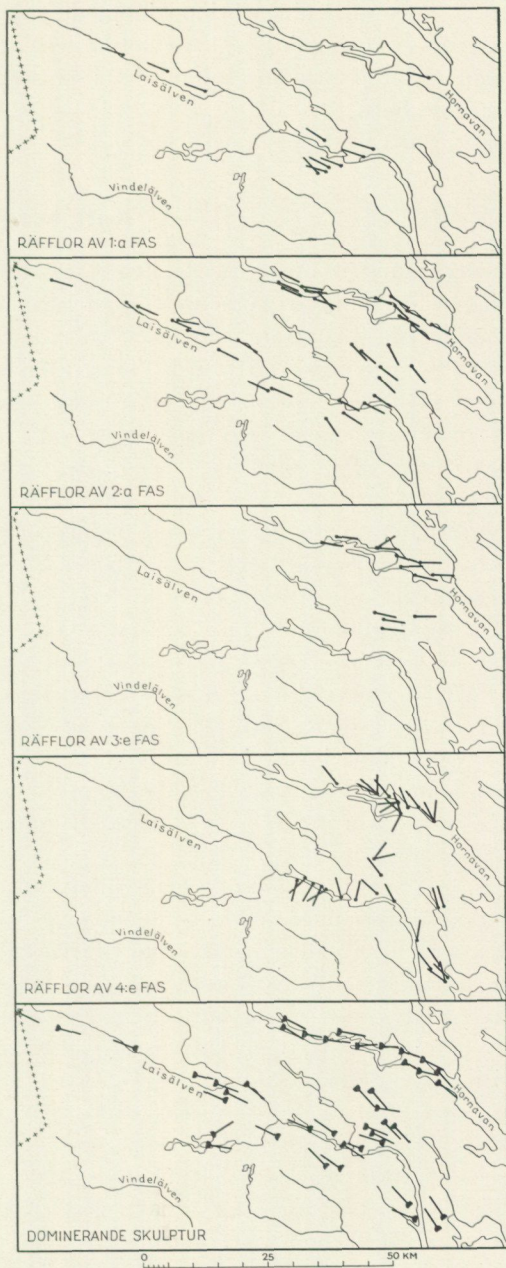 Laisälven
Hornavan
Vindelälven
RÄFFLOR AV 1:a FAS
Laisälven
Hornavan
Vindelälven
RÄFFLOR AV 2:a FAS
Laisälven
Hornavan
Vindelälven
RÄFFLOR AV 3:e FAS
Laisälven
Hornavan
Vindelälven
RÄFFLOR AV 4:e FAS
Laisälven
Hornavan
Vindelälven
DOMINERANDE SKULPTUR
0 25 50 KM